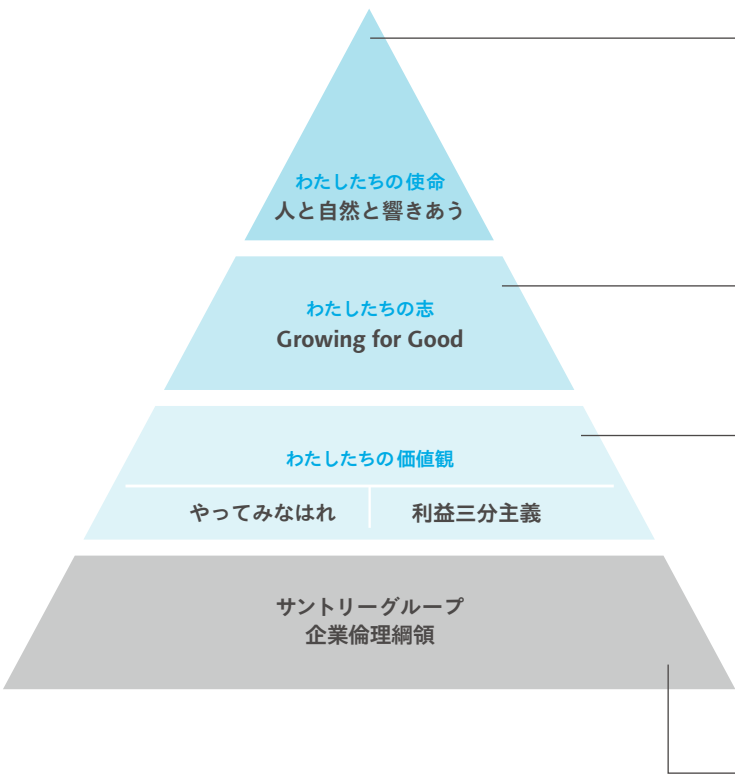 わたしたちの使命
人と自然と響きあう
わたしたちの志
Growing for Good
わたしたちの価値観
やってみなはれ
利益三分主義
サントリーグループ
企業倫理綱領